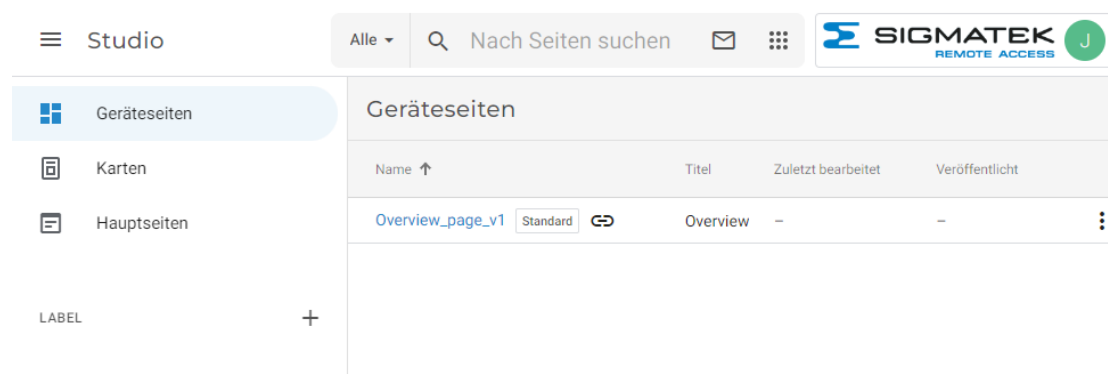 Studio
Alle
Nach Seiten suchen
SIGMATEK
REMOTE ACCESS
J
Geräteseiten
Karten
Hauptseiten
LABEL
Geräteseiten
Name Titel Zuletzt bearbeitet Veröffentlicht
Overview_page_v1 Standard Overview – –